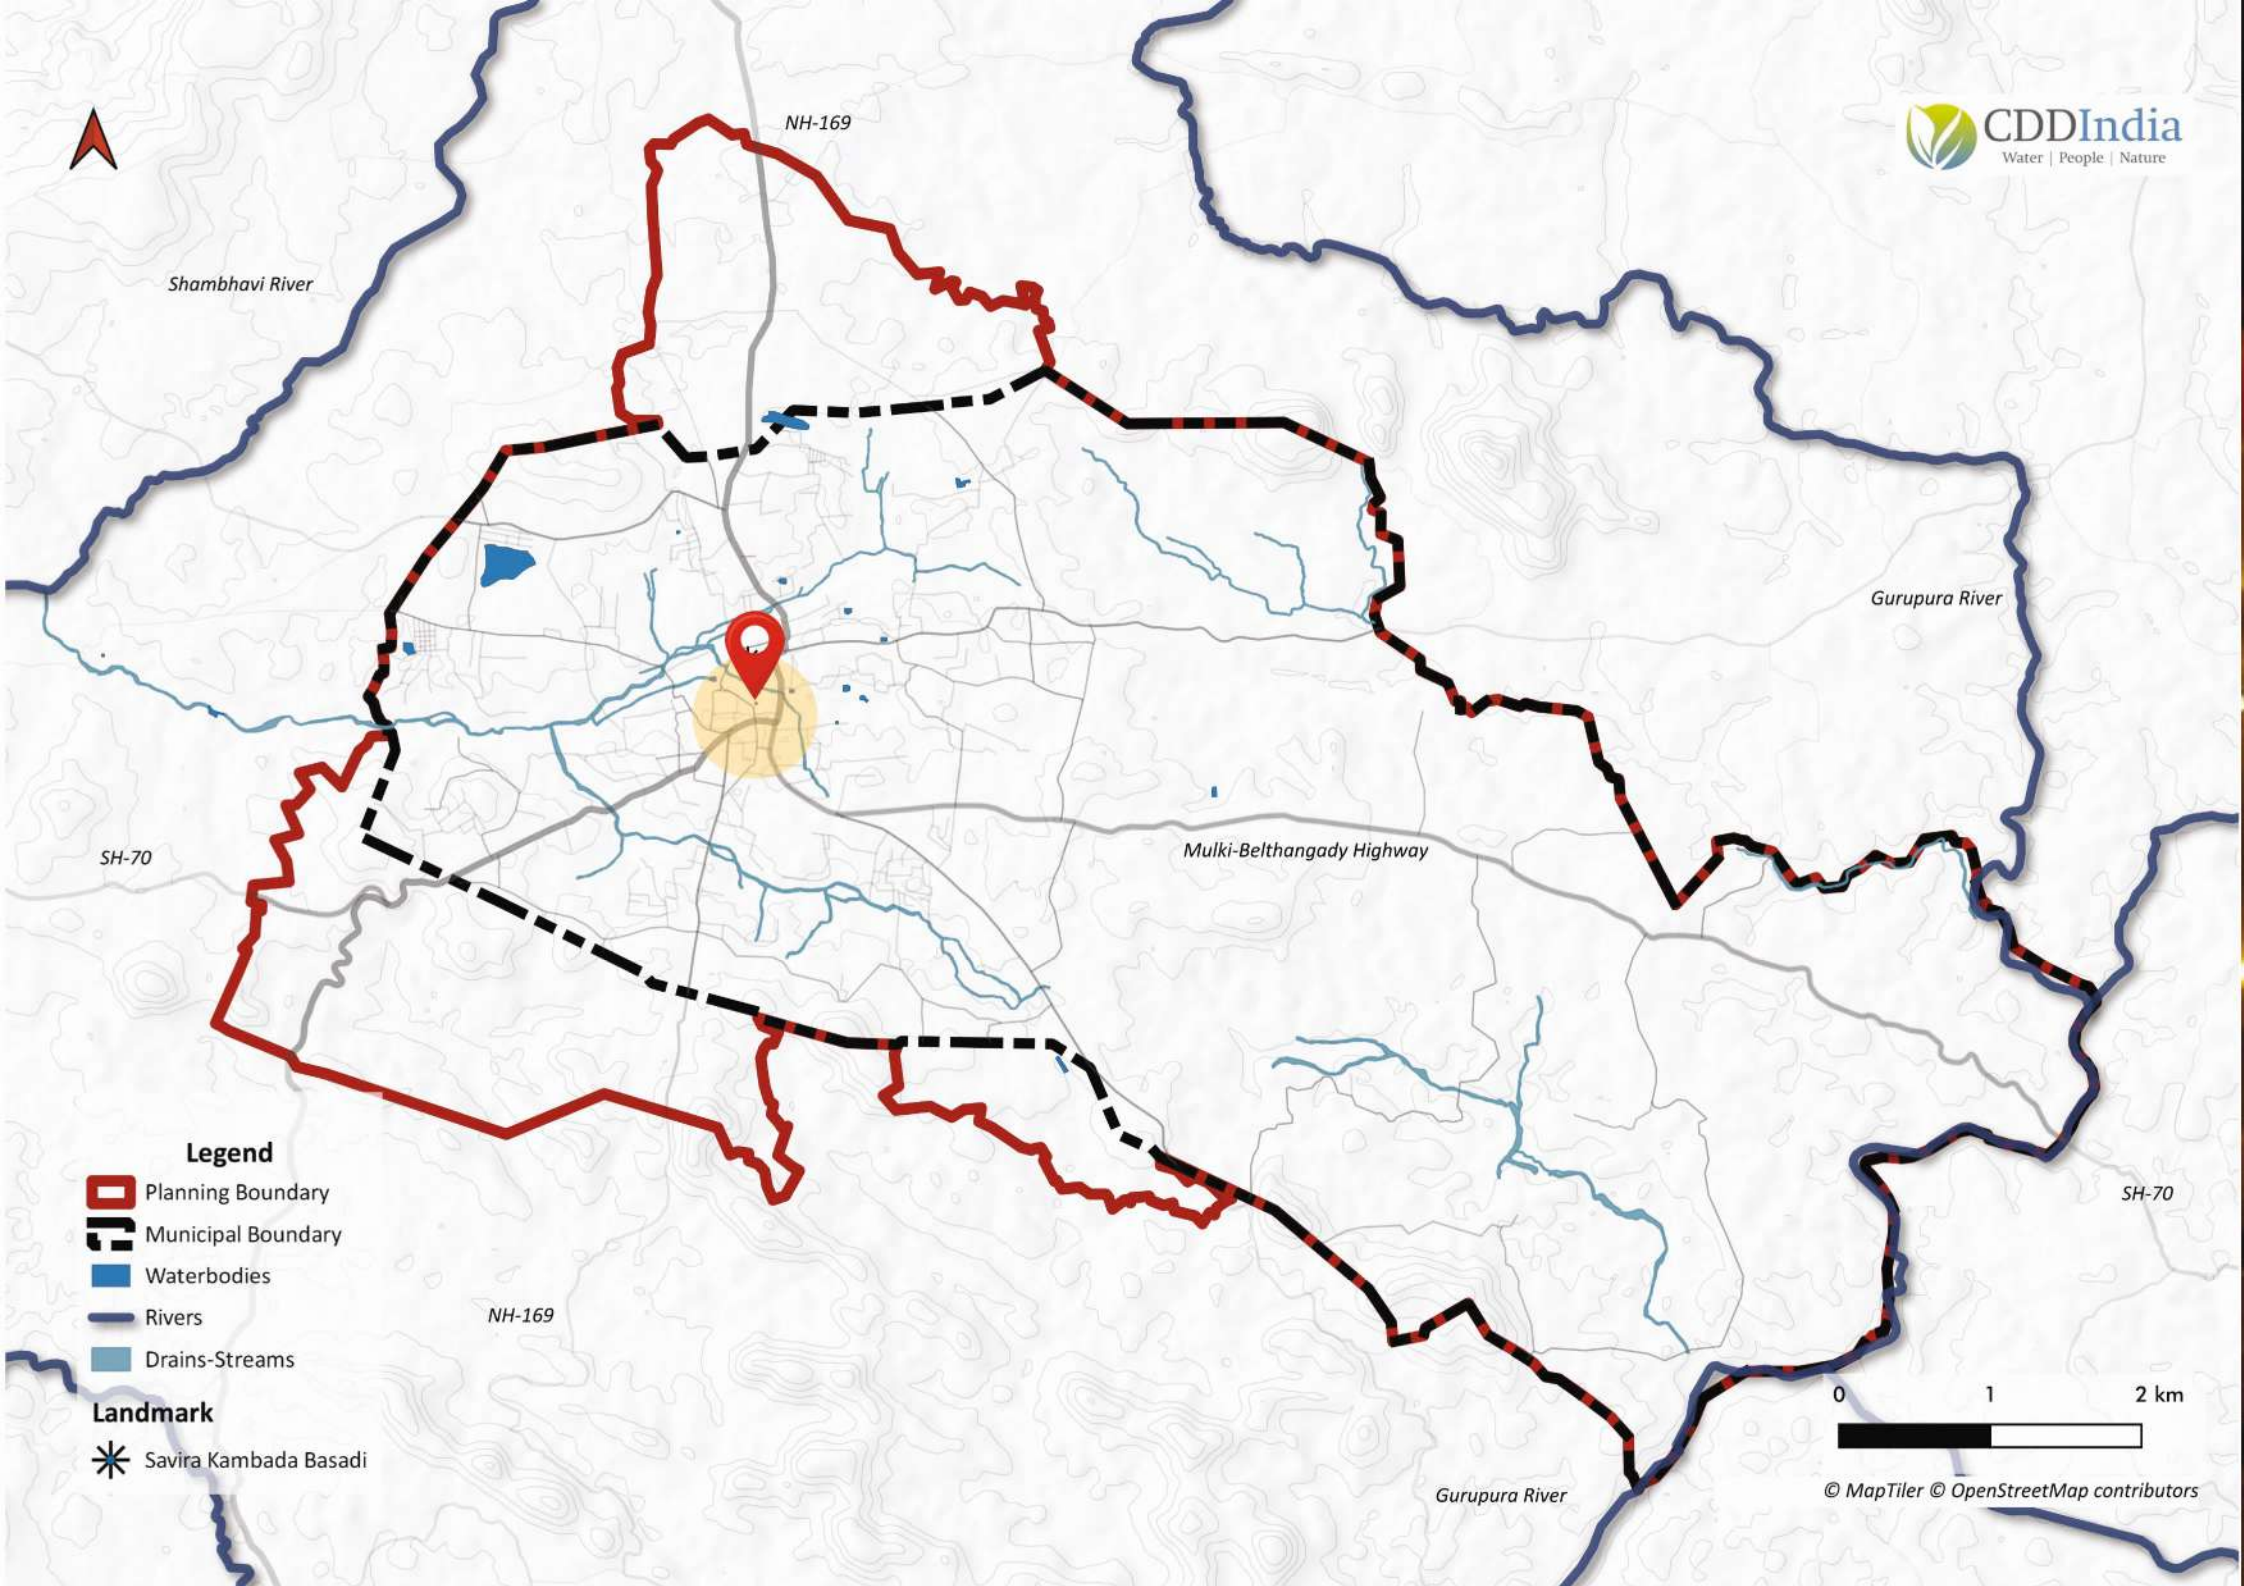 NH-169
CDDIndia
Water | People | Nature
Shambhavi River
Gurupura River
SH-70
Mulki-Belthangady Highway
SH-70
Legend
Planning Boundary
Municipal Boundary
Waterbodies
Rivers
Drains-Streams
Landmark
Savira Kambada Basadi
NH-169
Gurupura River
0 1 2 km
© MapTiler © OpenStreetMap contributors